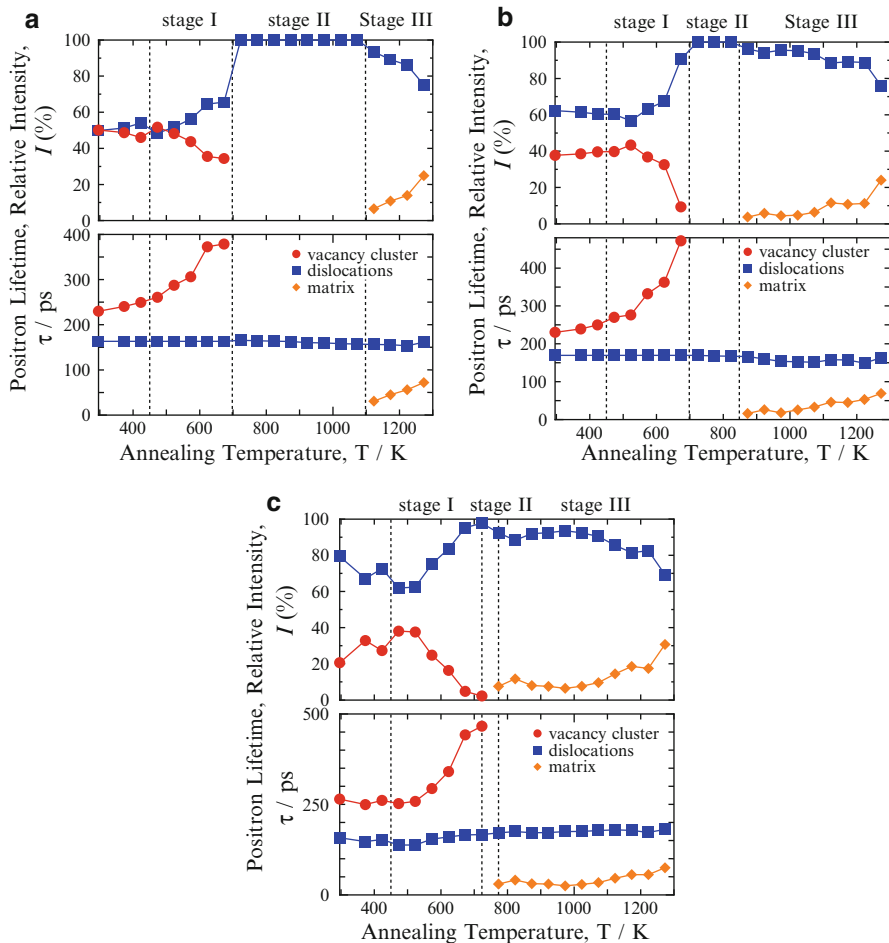 a
stage I
stage II
Stage III
Positron Lifetime, Relative Intensity,
τ / ps
I (%)
100
80
60
40
20
0
400
300
200
150
100
0
vacancy cluster
dislocations
matrix
400 600 800 1000 1200
Annealing Temperature, T / K
b
stage I
stage II
Stage III
Positron Lifetime, Relative Intensity,
τ / ps
I (%)
100
80
60
40
20
0
400
300
200
150
100
0
vacancy cluster
dislocations
matrix
400 600 800 1000 1200
Annealing Temperature, T / K
c
stage I
stage II
stage III
Positron Lifetime, Relative Intensity,
τ / ps
I (%)
100
80
60
40
20
0
500
250
0
vacancy cluster
dislocations
matrix
400 600 800 1000 1200
Annealing Temperature, T / K